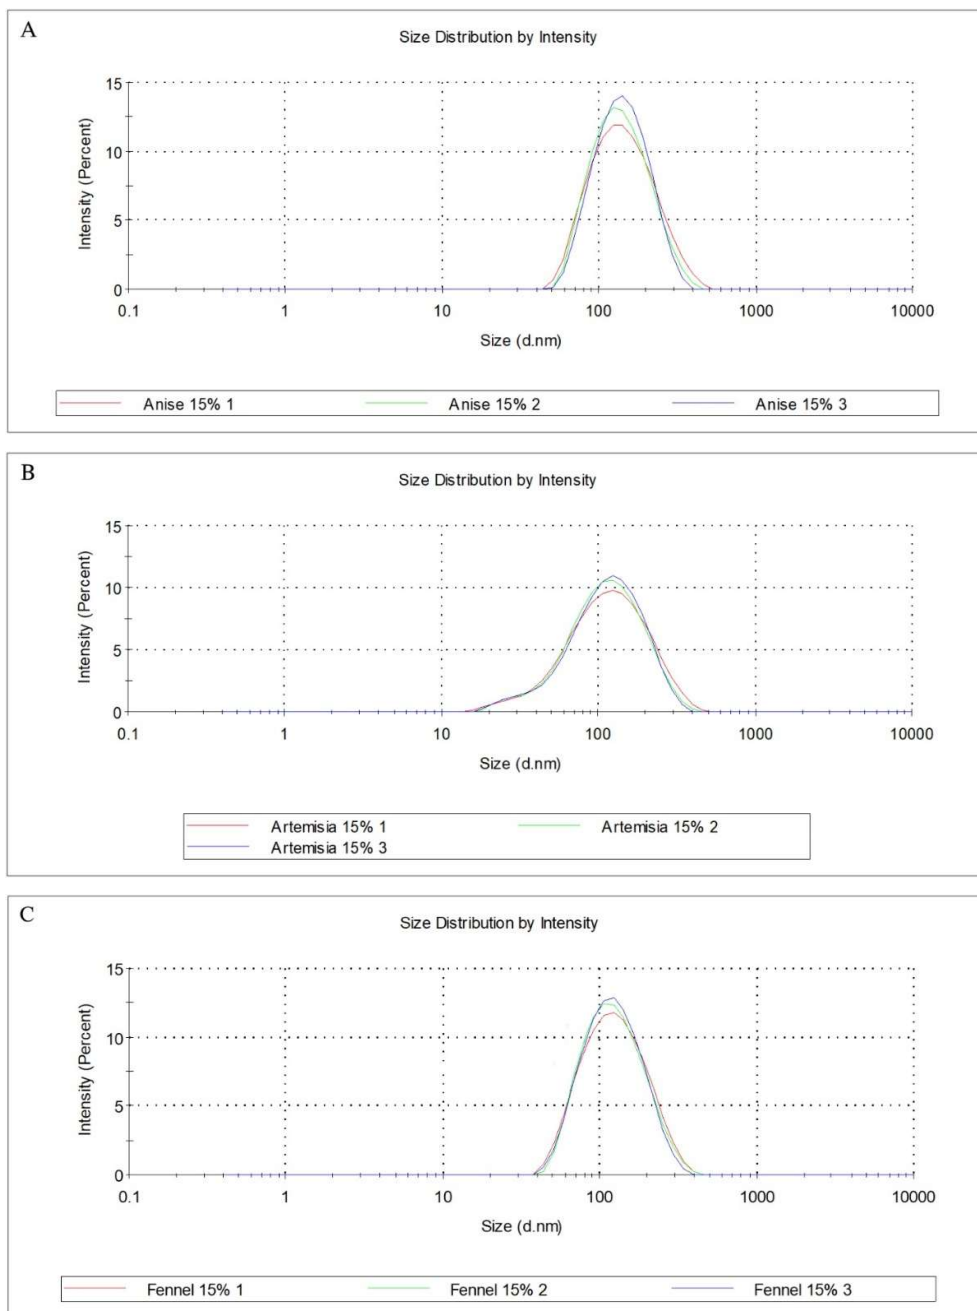 A
Size Distribution by Intensity
15
10
5
0
Intensity (Percent)
0.1 1 10 100 1000 10000
Size (d.nm)
Anise 15% 1 Anise 15% 2 Anise 15% 3
B
Size Distribution by Intensity
15
10
5
0
Intensity (Percent)
0.1 1 10 100 1000 10000
Size (d.nm)
Artemisia 15% 1 Artemisia 15% 2
Artemisia 15% 3
C
Size Distribution by Intensity
15
10
5
0
Intensity (Percent)
0.1 1 10 100 1000 10000
Size (d.nm)
Fennel 15% 1 Fennel 15% 2 Fennel 15% 3